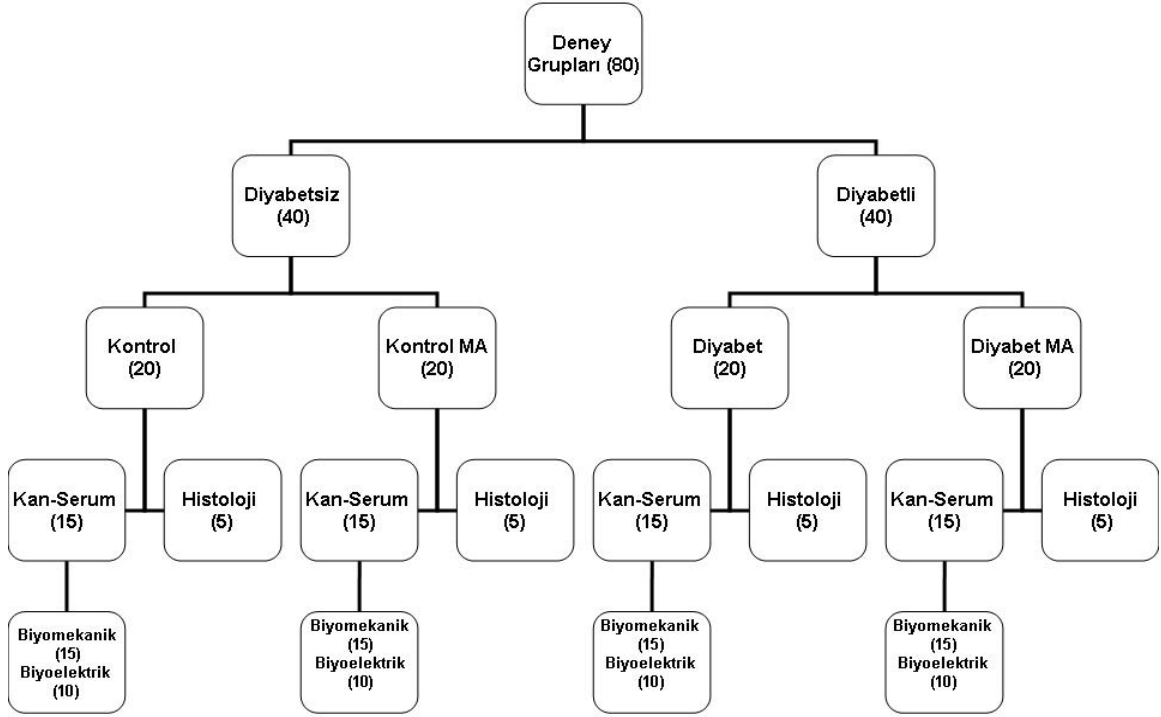 Deney
Grupları (80)
Diyabetsiz
(40)
Diyabetli
(40)
Kontrol
(20)
Kontrol MA
(20)
Diyabet
(20)
Diyabet MA
(20)
Kan-Serum
(15)
Histoloji
(5)
Kan-Serum
(15)
Histoloji
(5)
Kan-Serum
(15)
Histoloji
(5)
Kan-Serum
(15)
Histoloji
(5)
Biyomekanik
(15)
Biyoelektrik
(10)
Biyomekanik
(15)
Biyoelektrik
(10)
Biyomekanik
(15)
Biyoelektrik
(10)
Biyomekanik
(15)
Biyoelektrik
(10)